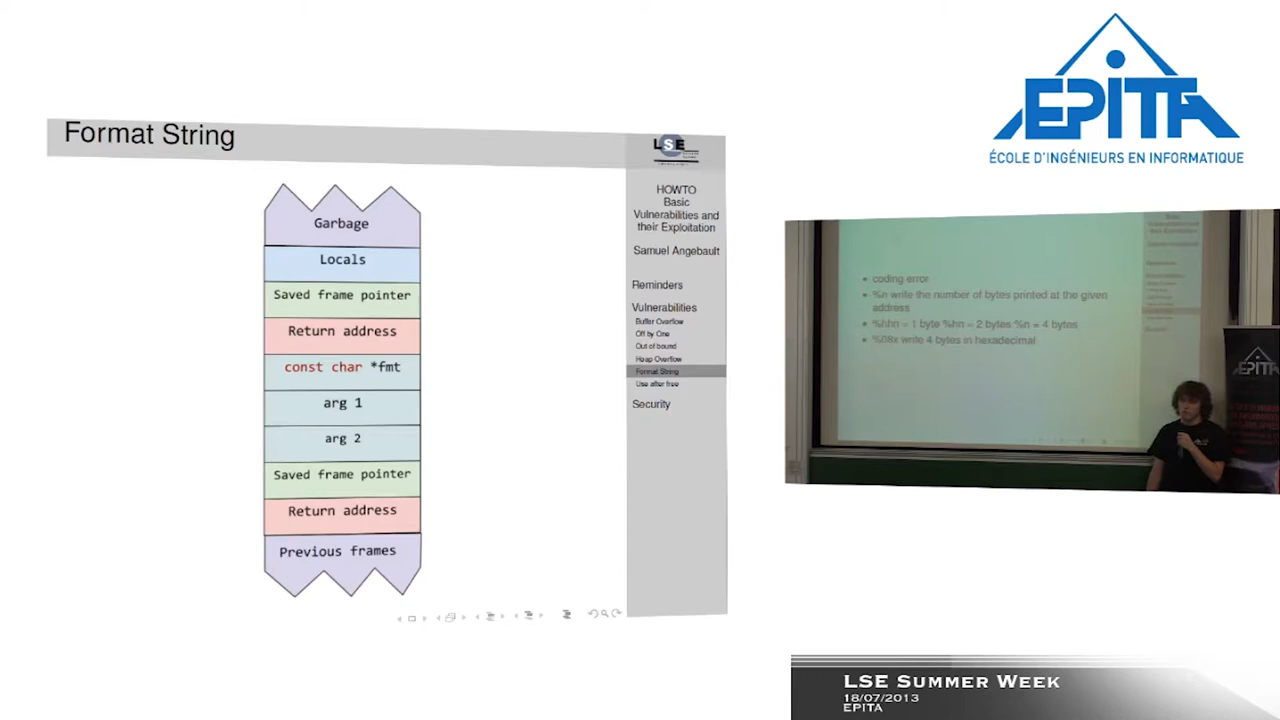 Format String
Garbage
Locals
Saved frame pointer
Return address
const char *fmt
arg 1
arg 2
Saved frame pointer
Return address
Previous frames
LSE
HOWTO
Basic
Vulnerabilities and
their Exploitation
Samuel Angebault
Reminders
Vulnerabilities
Buffer Overflow
Off by One
Out of bound
Heap Overflow
Format String
Use after free
Security
EPITA
ÉCOLE D'INGÉNIEURS EN INFORMATIQUE
• coding error
• %n write the number of bytes printed at the given
address
• %hhn = 1 byte %hn = 2 bytes %n = 4 bytes
• %08x write 4 bytes in hexadecimal
EPITA
LSE SUMMER WEEK
18/07/2013
EPITA